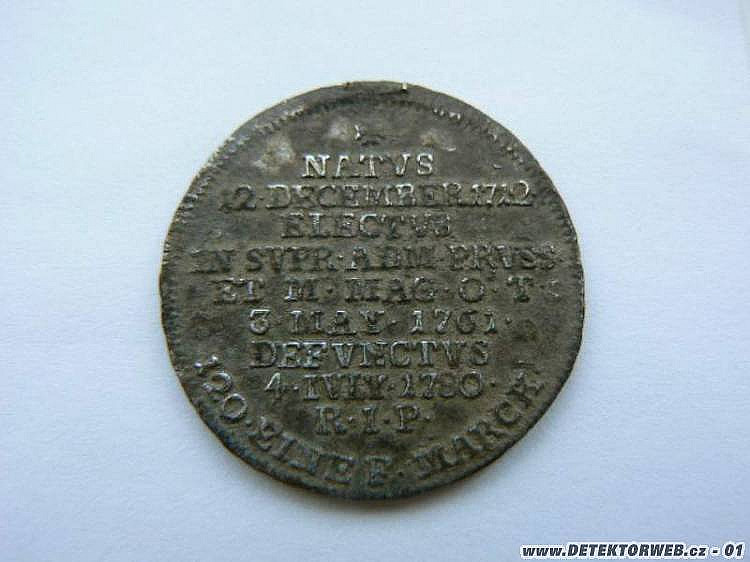 NATVS
12·DECEMBER·1712
ELECTVS
IN SVPR·ADM·PRVSS
ET M·MAG·O·T·
3·MAY·1761·
DEFVNCTVS
4·IVLY·1780·
R·I·P·
120·EINE F·MARCK·
www.DETEKTORWEB.cz - 01